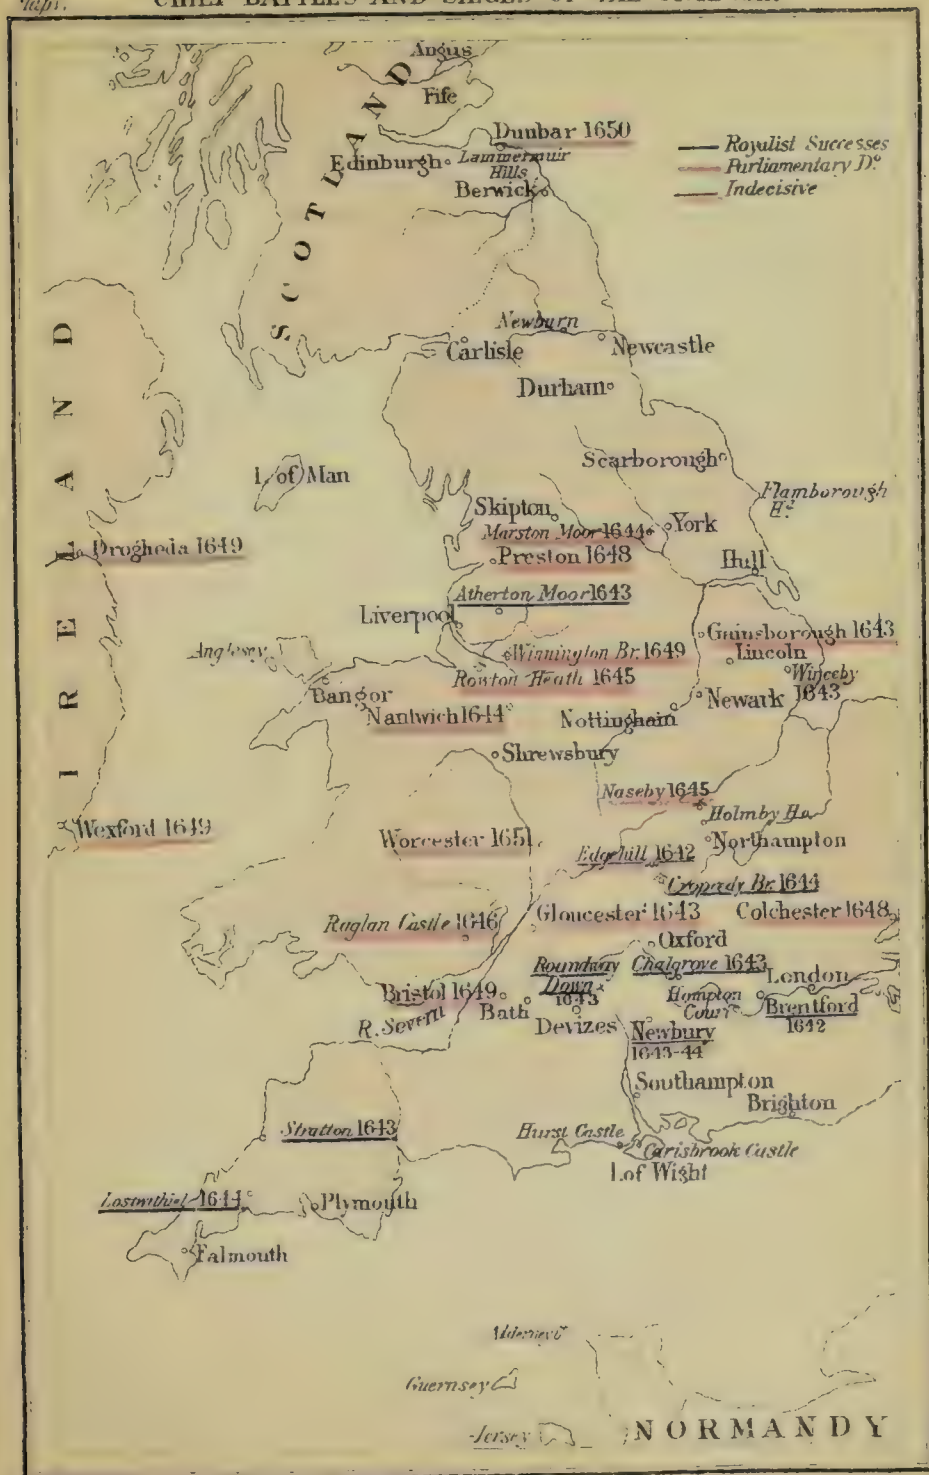 CHIEF BATTLES AND SIEGES OF THE CIVIL WAR
Angus
Fife
SCOTLAND
Dunbar 1650
Edinburgh
Lammermuir
Hills
Berwick
Royalist Successes
Parliamentary Do.
Indecisive
Newburn
Carlisle
Newcastle
Durham
IRELAND
I. of Man
Scarborough
Flamborough
Hd.
Skipton
Marston Moor 1644
York
Drogheda 1649
Preston 1648
Hull
Atherton Moor 1643
Liverpool
Gainsborough 1643
Anglesey
Winnington Br. 1649
Lincoln
Rowton Heath 1645
Winceby
1643
Bangor
Newark
Nantwich 1644
Nottingham
Shrewsbury
Naseby 1645
Holmby Ho.
Wexford 1649
Worcester 1651
Northampton
Edgehill 1642
Cropedy Br. 1644
Raglan Castle 1646
Gloucester 1643
Colchester 1648
Oxford
Roundway
Down
1643
Chalgrove 1643
London
Bristol 1649
Bath
Hampton
Court
Brentford
1642
R. Severn
Devizes
Newbury
1643-44
Southampton
Brighton
Stratton 1643
Hurst Castle
Carisbrook Castle
I. of Wight
Lostwithiel 1644
Plymouth
Falmouth
Alderney
Guernsey
Jersey
NORMANDY